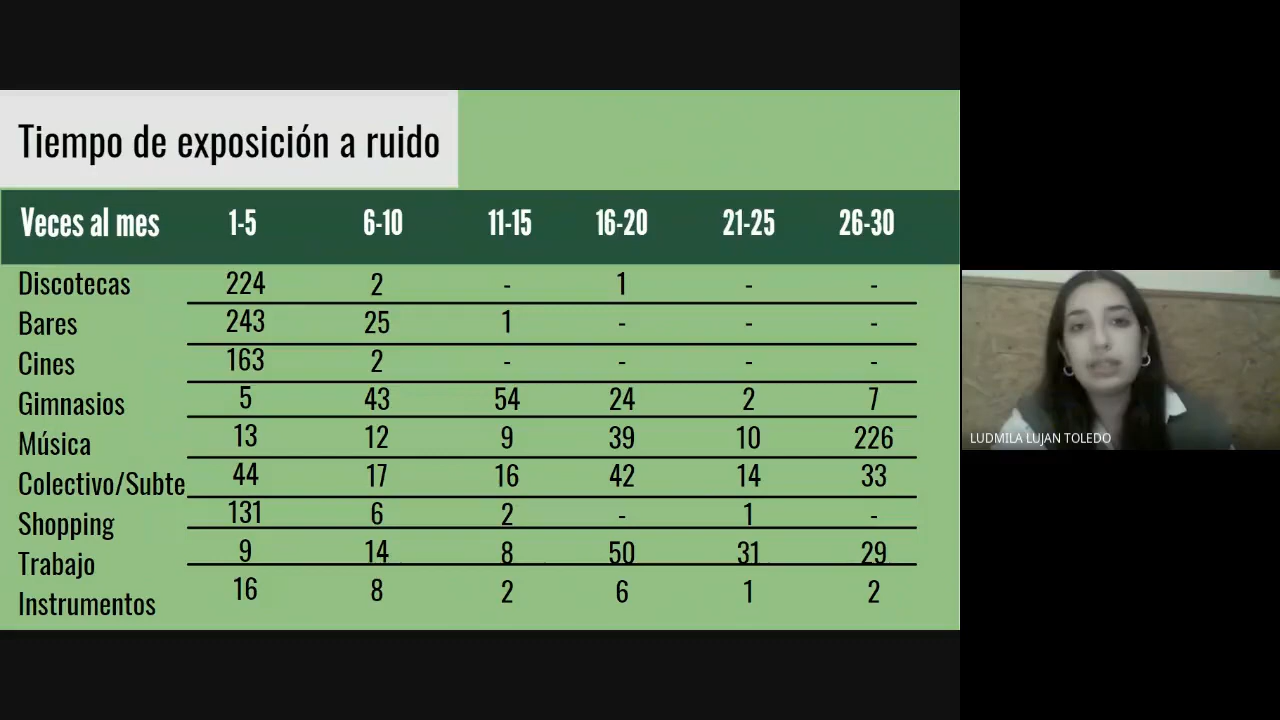 Tiempo de exposición a ruido
Veces al mes 1-5 6-10 11-15 16-20 21-25 26-30
Discotecas 224 2 - 1 - -
Bares 243 25 1 - - -
Cines 163 2 - - - -
Gimnasios 5 43 54 24 2 7
Música 13 12 9 39 10 226
Colectivo/Subte 44 17 16 42 14 33
Shopping 131 6 2 - 1 -
Trabajo 9 14 8 50 31 29
Instrumentos 16 8 2 6 1 2
LUDMILA LUJAN TOLEDO